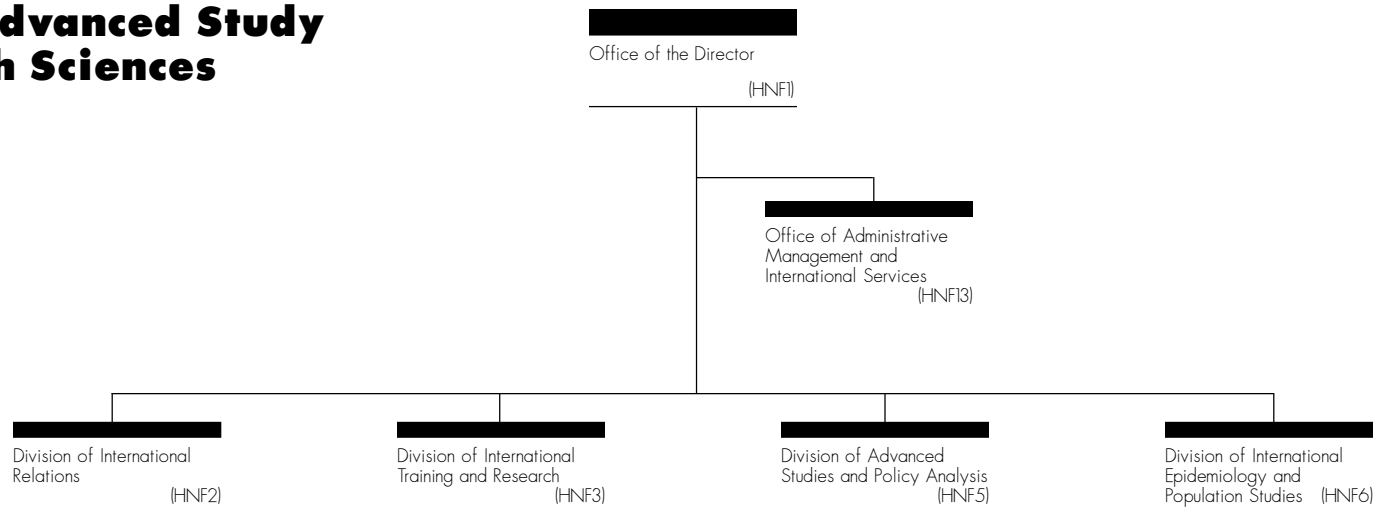 dvanced Study
h Sciences
Office of the Director
(HNF1)
Office of Administrative
Management and
International Services
(HNF13)
Division of International
Relations
(HNF2)
Division of International
Training and Research
(HNF3)
Division of Advanced
Studies and Policy Analysis
(HNF5)
Division of International
Epidemiology and
Population Studies (HNF6)